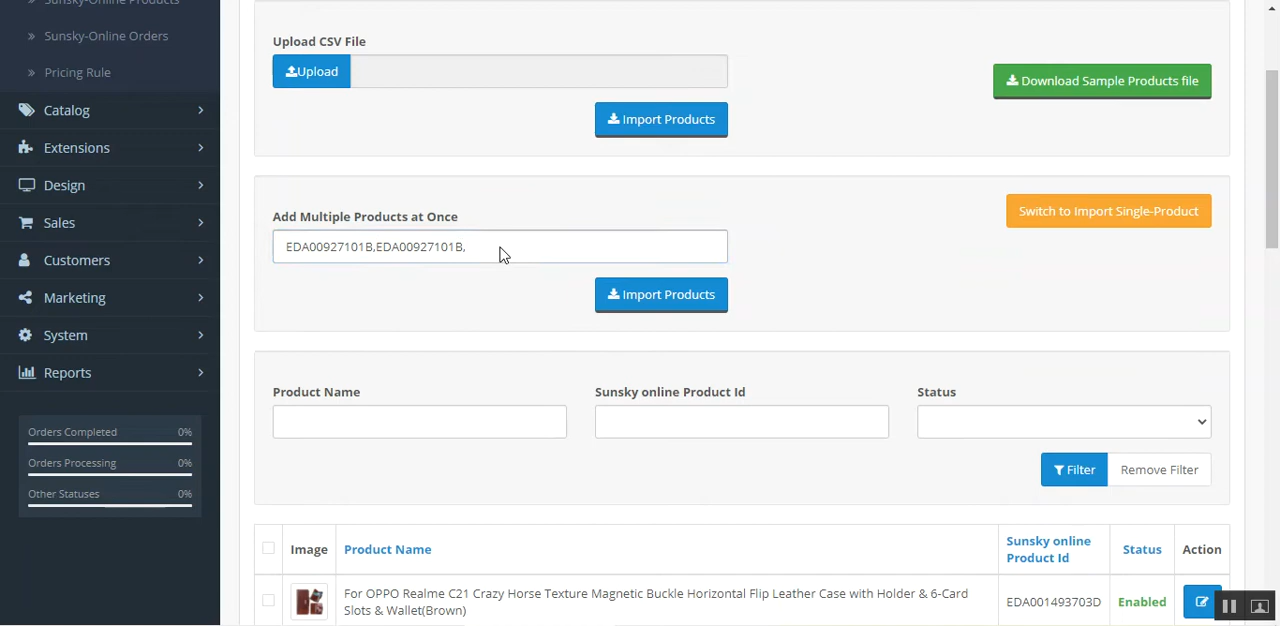 Sunsky-Online Products
Sunsky-Online Orders
Pricing Rule
Catalog
Extensions
Design
Sales
Customers
Marketing
System
Reports
Orders Completed 0%
Orders Processing 0%
Other Statuses 0%
Upload CSV File
Upload
Download Sample Products file
Import Products
Add Multiple Products at Once
Switch to Import Single-Product
EDA00927101B,EDA00927101B,
Import Products
Product Name Sunsky online Product Id Status
Filter Remove Filter
Image Product Name Sunsky online Product Id Status Action
For OPPO Realme C21 Crazy Horse Texture Magnetic Buckle Horizontal Flip Leather Case with Holder & 6-Card
Slots & Wallet(Brown)
EDA001493703D Enabled